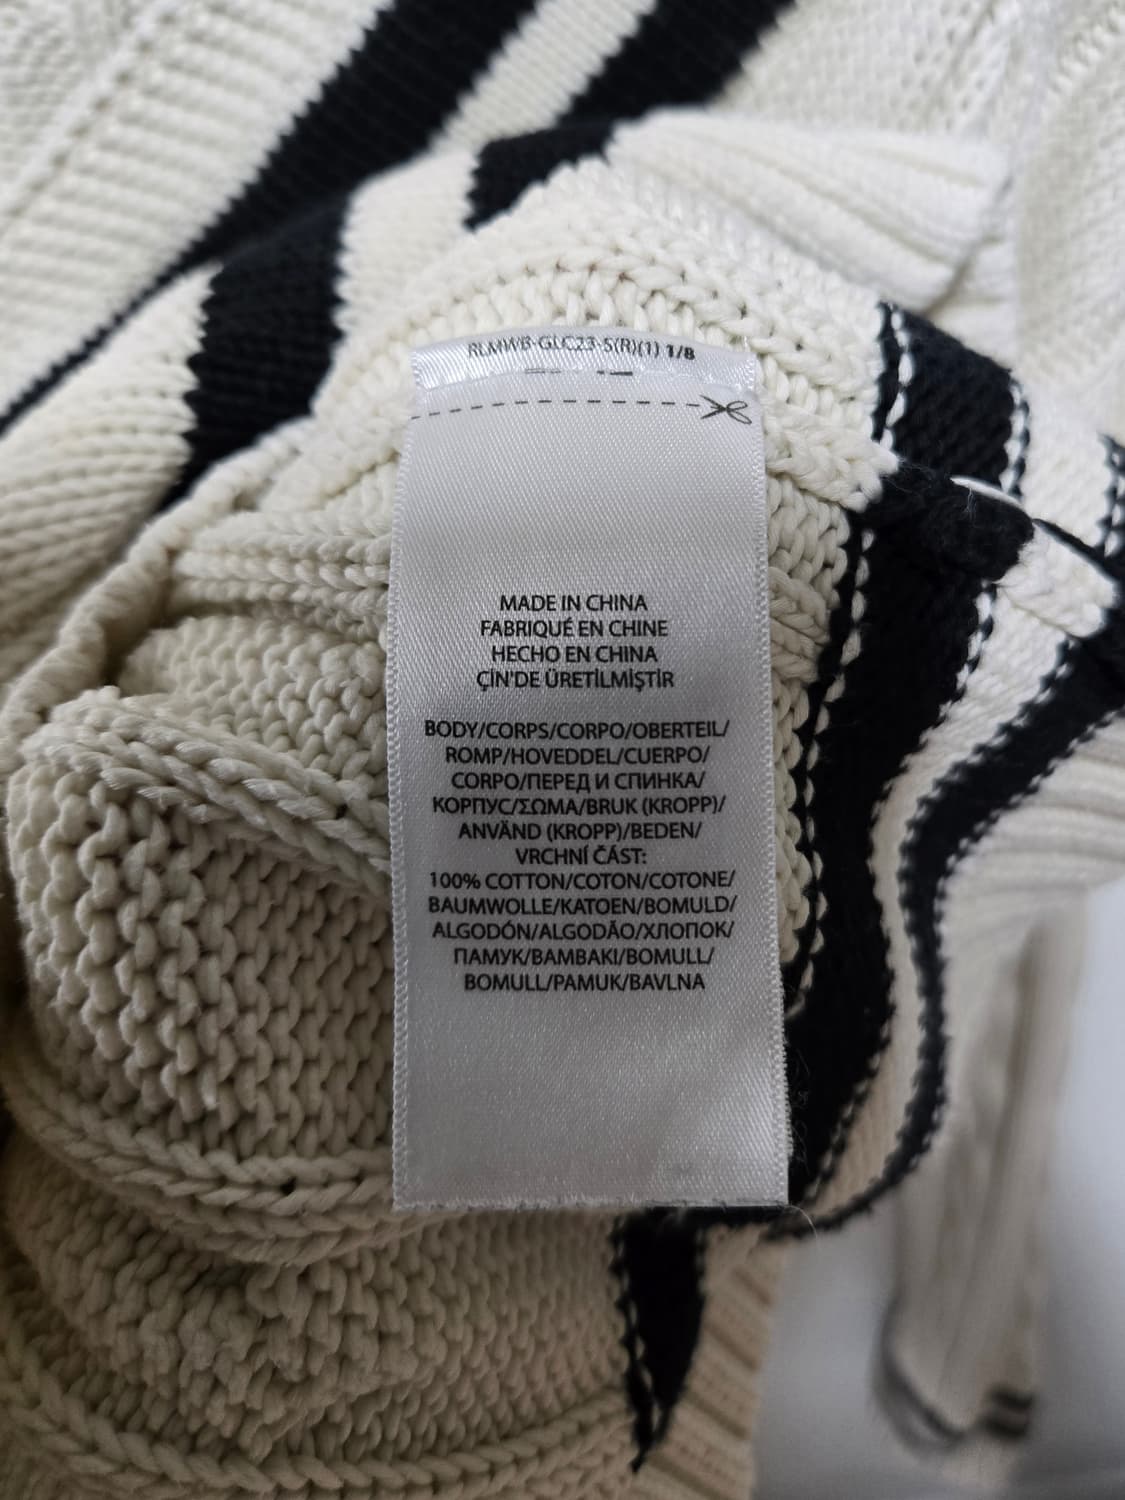 RLMWB-GLC23-S(R)(1) 1/8
MADE IN CHINA
FABRIQUÉ EN CHINE
HECHO EN CHINA
ÇİN'DE ÜRETİLMİŞTİR
BODY/CORPS/CORPO/OBERTEIL/
ROMP/HOVEDDEL/CUERPO/
CORPO/ПЕРЕД И СПИНКА/
КОРПУС/ΣΩΜΑ/BRUK (KROPP)/
ANVÄND (KROPP)/BEDEN/
VRCHNÍ ČÁST:
100% COTTON/COTON/COTONE/
BAUMWOLLE/KATOEN/BOMULD/
ALGODÓN/ALGODÃO/ХЛОПОК/
ПАМУК/ΒΑΜΒΑΚΙ/BOMULL/
BOMULL/PAMUK/BAVLNA